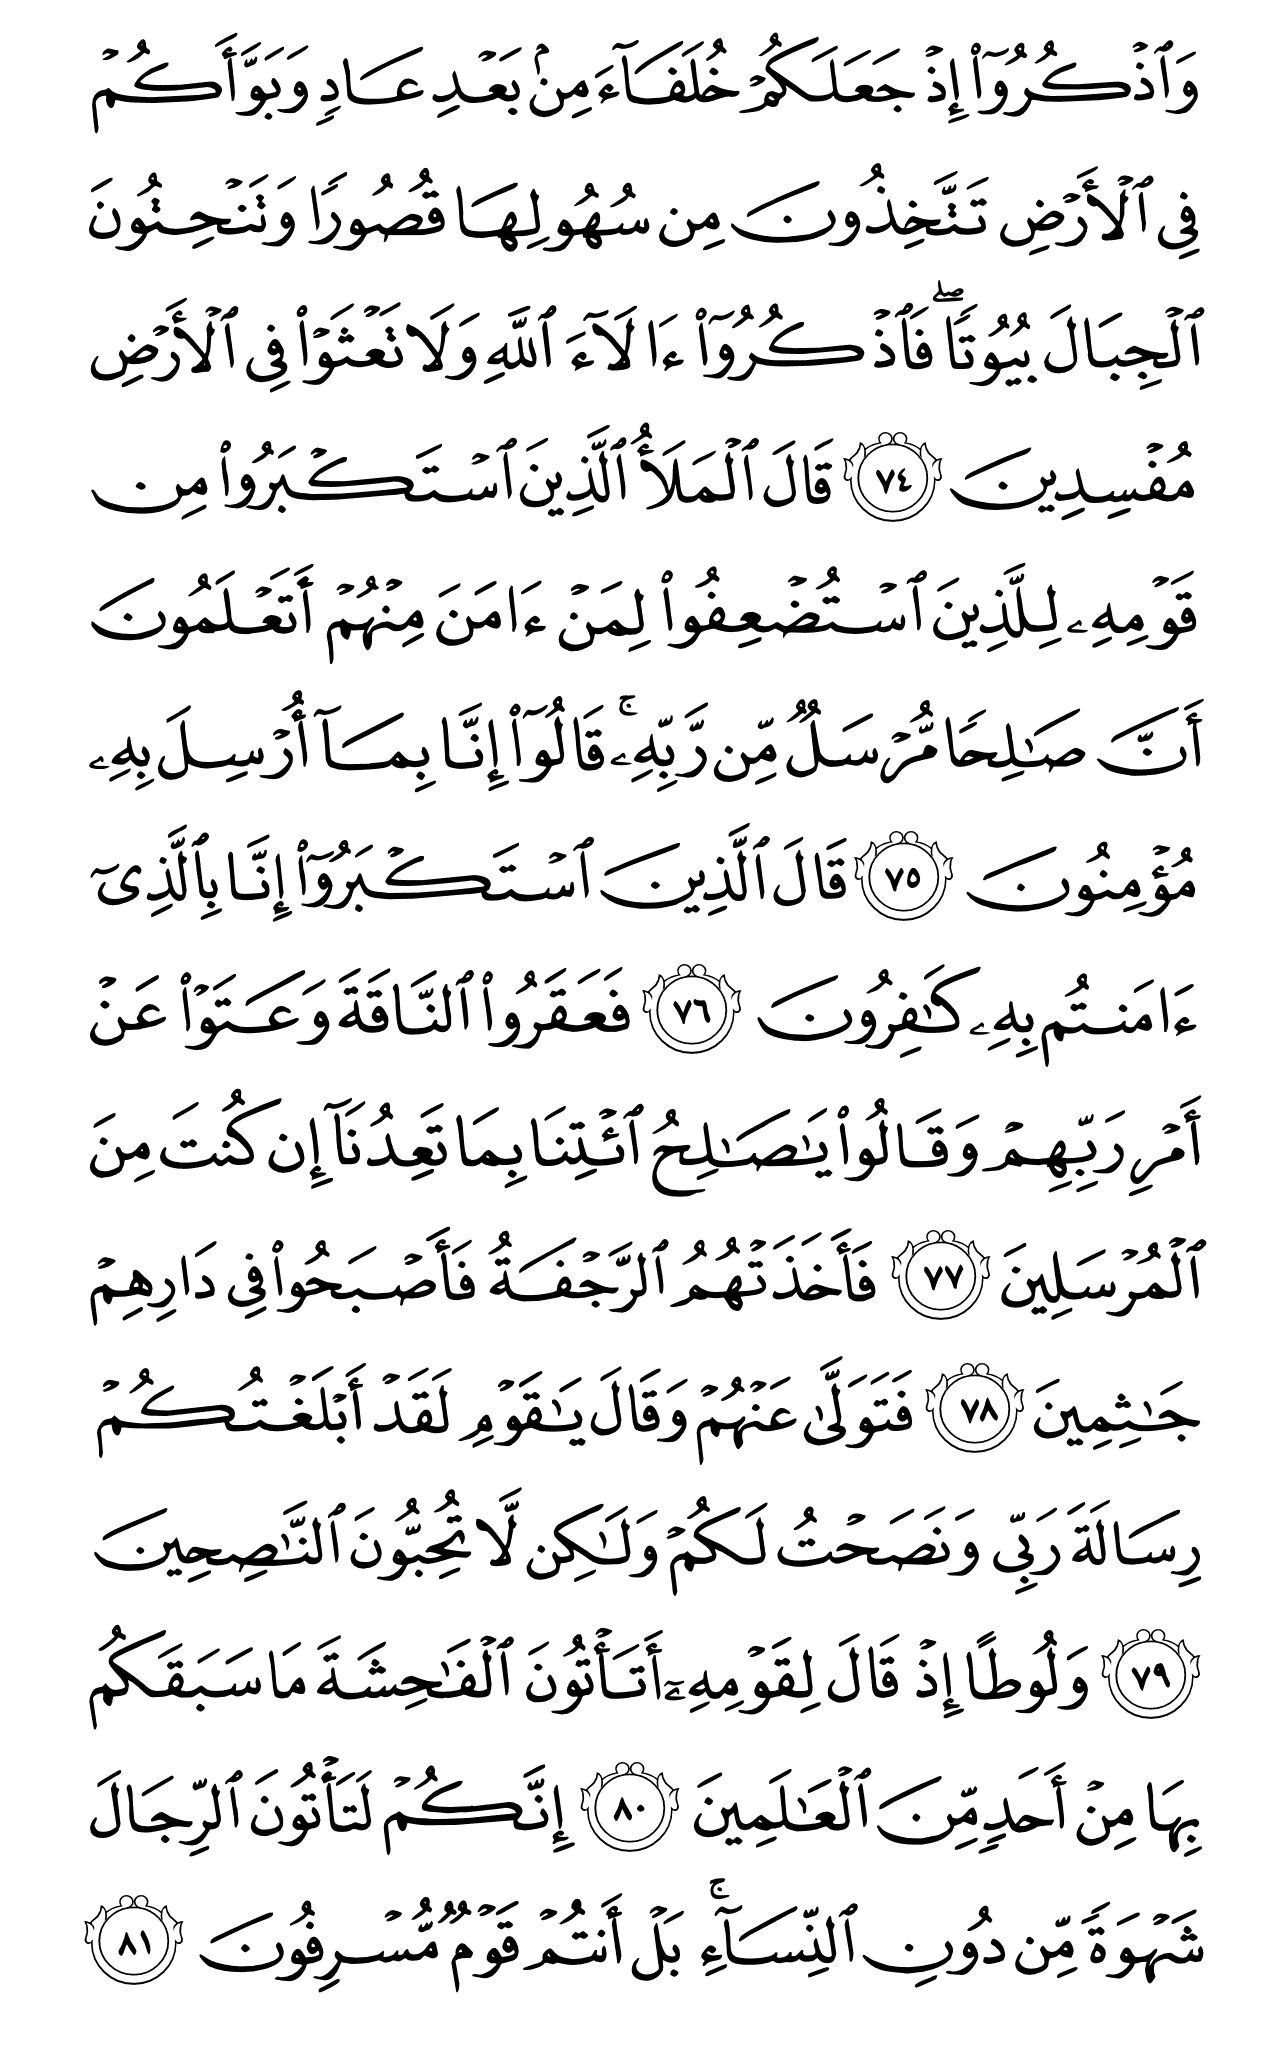 وَٱذۡكُرُوٓاْ إِذۡ جَعَلَكُمۡ خُلَفَآءَ مِنۢ بَعۡدِ عَادٖ وَبَوَّأَكُمۡ
فِي ٱلۡأَرۡضِ تَتَّخِذُونَ مِن سُهُولِهَا قُصُورٗا وَتَنۡحِتُونَ
ٱلۡجِبَالَ بُيُوتٗاۖ فَٱذۡكُرُوٓاْ ءَالَآءَ ٱللَّهِ وَلَا تَعۡثَوۡاْ فِي ٱلۡأَرۡضِ
مُفۡسِدِينَ ٧٤ قَالَ ٱلۡمَلَأُ ٱلَّذِينَ ٱسۡتَكۡبَرُواْ مِن
قَوۡمِهِۦ لِلَّذِينَ ٱسۡتُضۡعِفُواْ لِمَنۡ ءَامَنَ مِنۡهُمۡ أَتَعۡلَمُونَ
أَنَّ صَٰلِحٗا مُّرۡسَلٞ مِّن رَّبِّهِۦۚ قَالُوٓاْ إِنَّا بِمَآ أُرۡسِلَ بِهِۦ
مُؤۡمِنُونَ ٧٥ قَالَ ٱلَّذِينَ ٱسۡتَكۡبَرُوٓاْ إِنَّا بِٱلَّذِيٓ
ءَامَنتُم بِهِۦ كَٰفِرُونَ ٧٦ فَعَقَرُواْ ٱلنَّاقَةَ وَعَتَوۡاْ عَنۡ
أَمۡرِ رَبِّهِمۡ وَقَالُواْ يَٰصَٰلِحُ ٱئۡتِنَا بِمَا تَعِدُنَآ إِن كُنتَ مِنَ
ٱلۡمُرۡسَلِينَ ٧٧ فَأَخَذَتۡهُمُ ٱلرَّجۡفَةُ فَأَصۡبَحُواْ فِي دَارِهِمۡ
جَٰثِمِينَ ٧٨ فَتَوَلَّىٰ عَنۡهُمۡ وَقَالَ يَٰقَوۡمِ لَقَدۡ أَبۡلَغۡتُكُمۡ
رِسَالَةَ رَبِّي وَنَصَحۡتُ لَكُمۡ وَلَٰكِن لَّا تُحِبُّونَ ٱلنَّٰصِحِينَ
٧٩ وَلُوطًا إِذۡ قَالَ لِقَوۡمِهِۦٓ أَتَأۡتُونَ ٱلۡفَٰحِشَةَ مَا سَبَقَكُم
بِهَا مِنۡ أَحَدٖ مِّنَ ٱلۡعَٰلَمِينَ ٨٠ إِنَّكُمۡ لَتَأۡتُونَ ٱلرِّجَالَ
شَهۡوَةٗ مِّن دُونِ ٱلنِّسَآءِۚ بَلۡ أَنتُمۡ قَوۡمٞ مُّسۡرِفُونَ ٨١